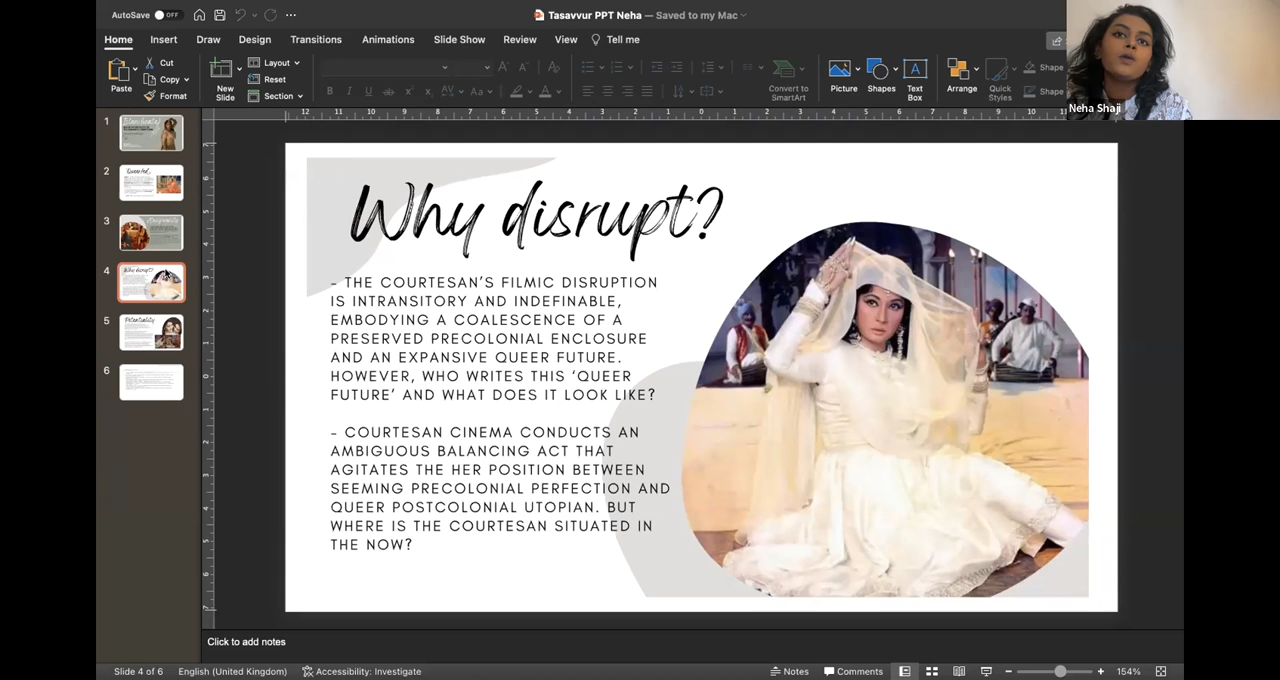 AutoSave OFF
Tasavvur PPT Neha — Saved to my Mac
Home Insert Draw Design Transitions Animations Slide Show Review View Tell me
Paste
Cut
Copy
Format
New
Slide
Layout
Reset
Section
Convert to
SmartArt
Picture
Shapes
Text
Box
Arrange
Quick
Styles
Shape
Shape
Neha Shaji
1
2
3
4
5
6
Why disrupt?
- THE COURTESAN'S FILMIC DISRUPTION
IS INTRANSITORY AND INDEFINABLE,
EMBODYING A COALESCENCE OF A
PRESERVED PRECOLONIAL ENCLOSURE
AND AN EXPANSIVE QUEER FUTURE.
HOWEVER, WHO WRITES THIS 'QUEER
FUTURE' AND WHAT DOES IT LOOK LIKE?
- COURTESAN CINEMA CONDUCTS AN
AMBIGUOUS BALANCING ACT THAT
AGITATES THE HER POSITION BETWEEN
SEEMING PRECOLONIAL PERFECTION AND
QUEER POSTCOLONIAL UTOPIAN. BUT
WHERE IS THE COURTESAN SITUATED IN
THE NOW?
Click to add notes
Slide 4 of 6 English (United Kingdom) Accessibility: Investigate Notes Comments 154%